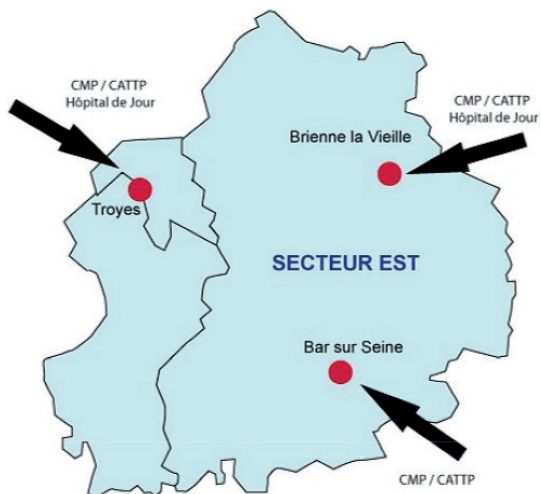 CMP / CATTP
Hôpital de Jour
CMP / CATTP
Hôpital de Jour
Brienne la Vieille
Troyes
SECTEUR EST
Bar sur Seine
CMP / CATTP